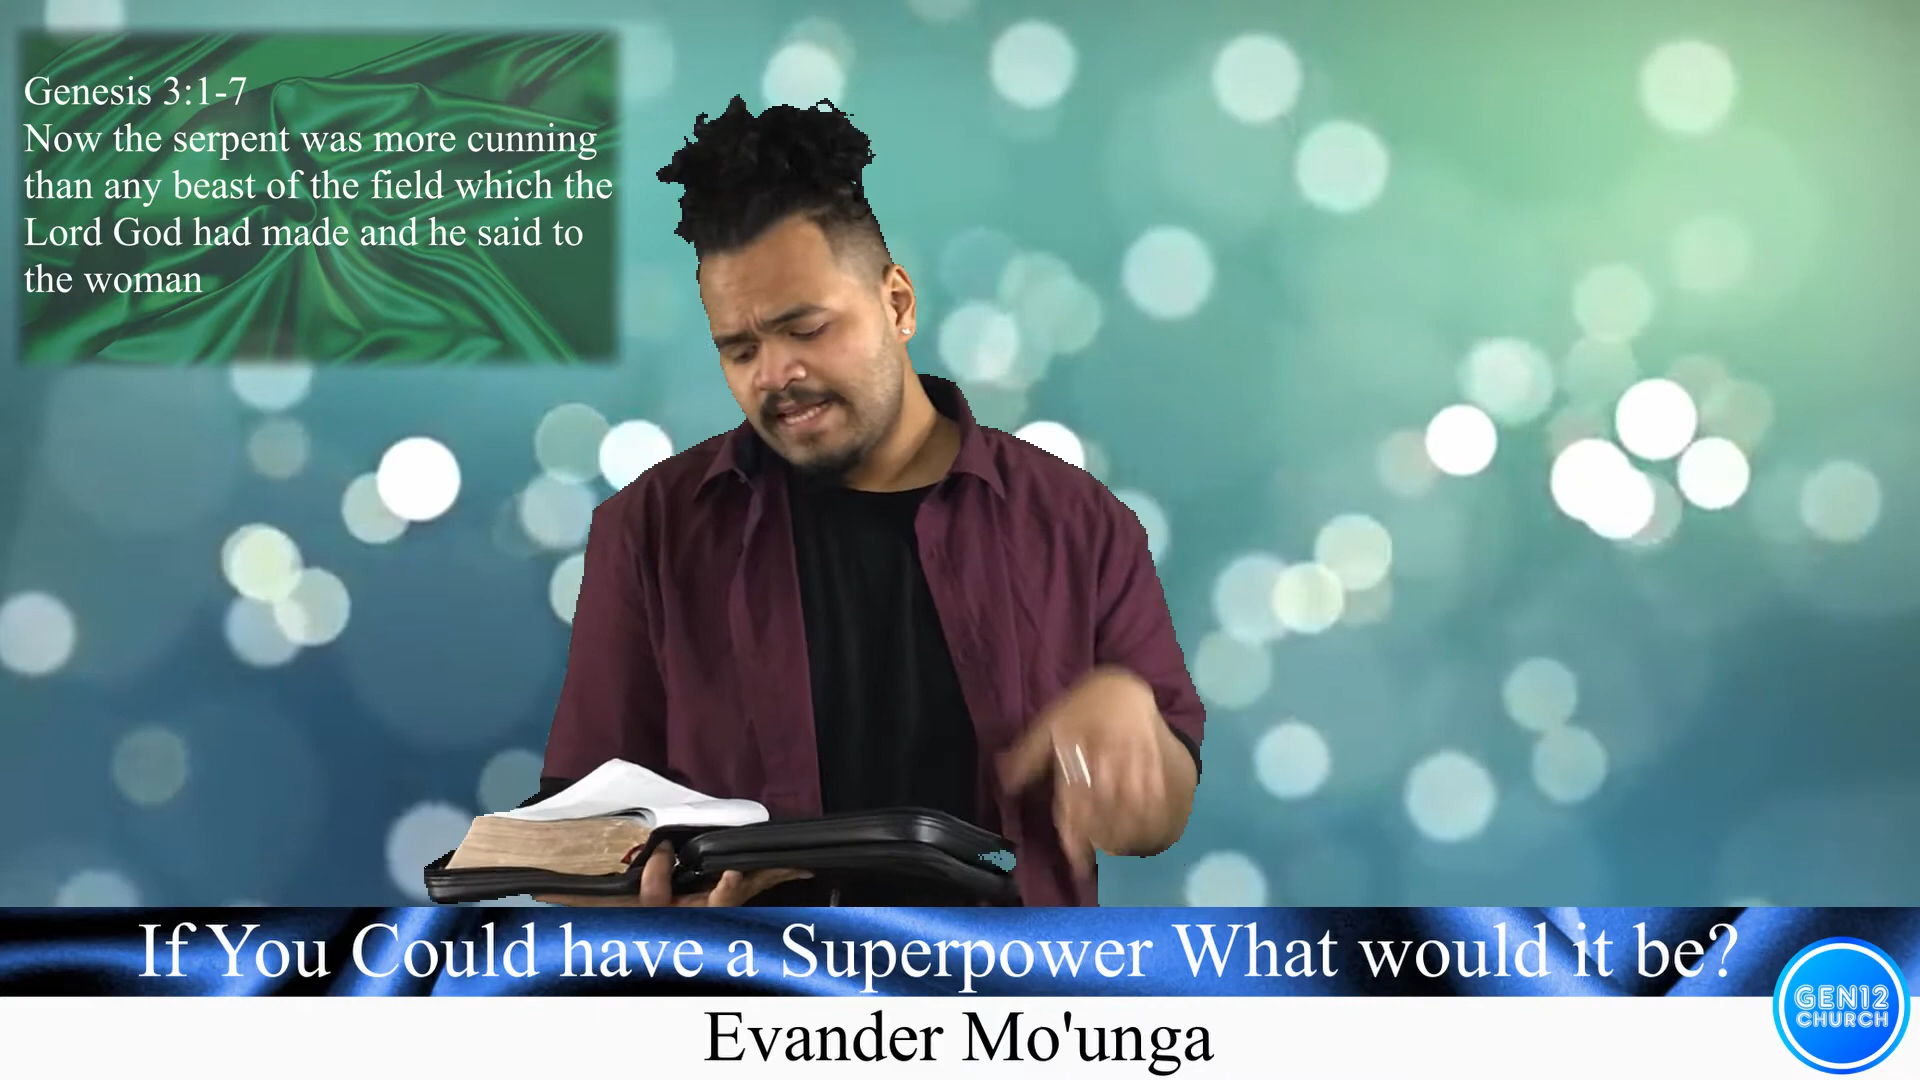 Genesis 3:1-7
Now the serpent was more cunning
than any beast of the field which the
Lord God had made and he said to
the woman
If You Could have a Superpower What would it be?
Evander Mo'unga
GEN12
CHURCH